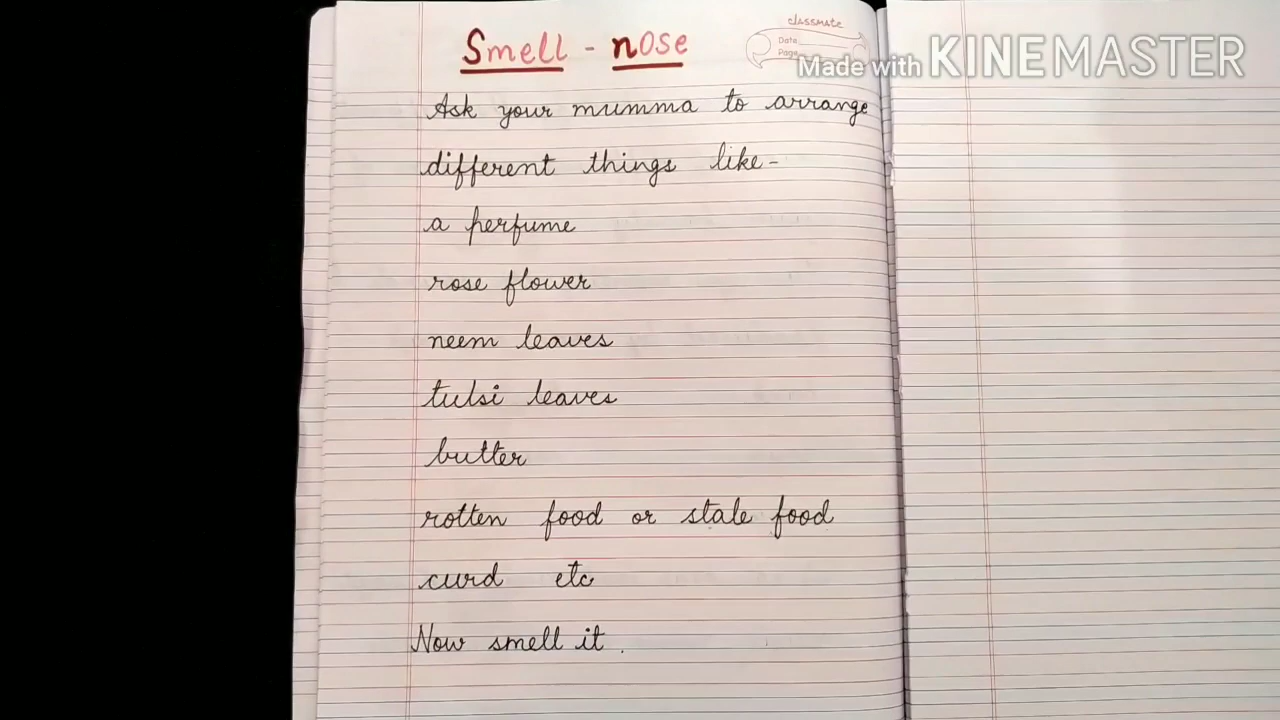 classmate
Date
Page
Made with KINEMASTER
Smell - nose
Ask your mumma to arrange
different things like-
a perfume
rose flower
neem leaves
tulsi leaves
butter
rotten food or stale food
curd etc
Now smell it.